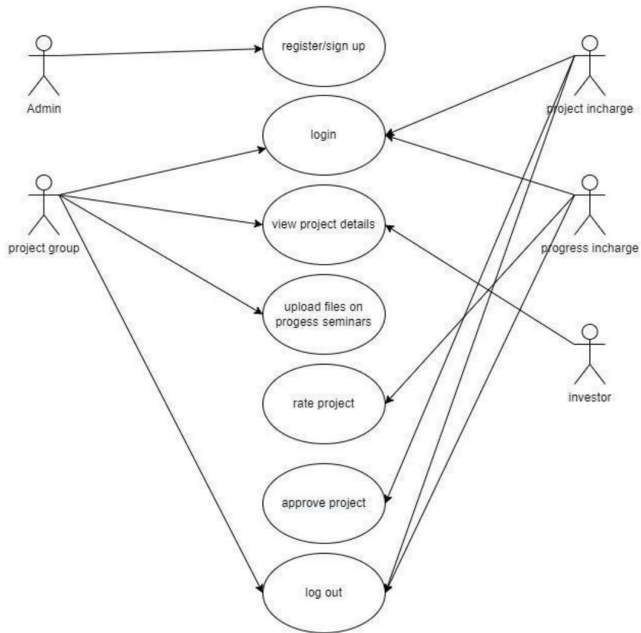 register/sign up
Admin
project incharge
login
project group
view project details
progress incharge
upload files on
progess seminars
rate project
investor
approve project
log out